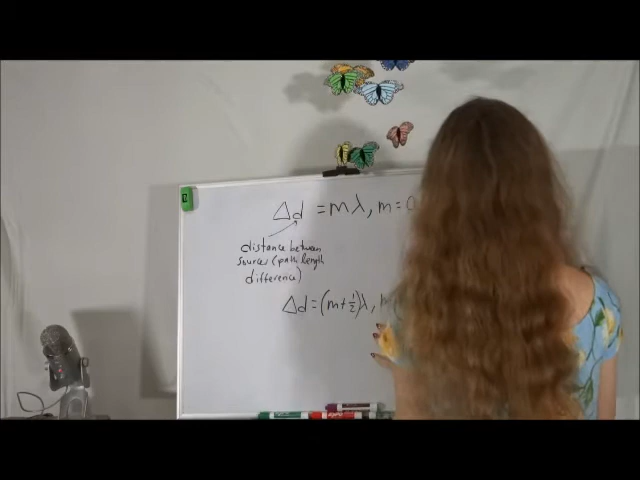 Δd = mλ, m = 0
distance between
sources (path length
difference)
Δd = (m + 1/2)λ, m